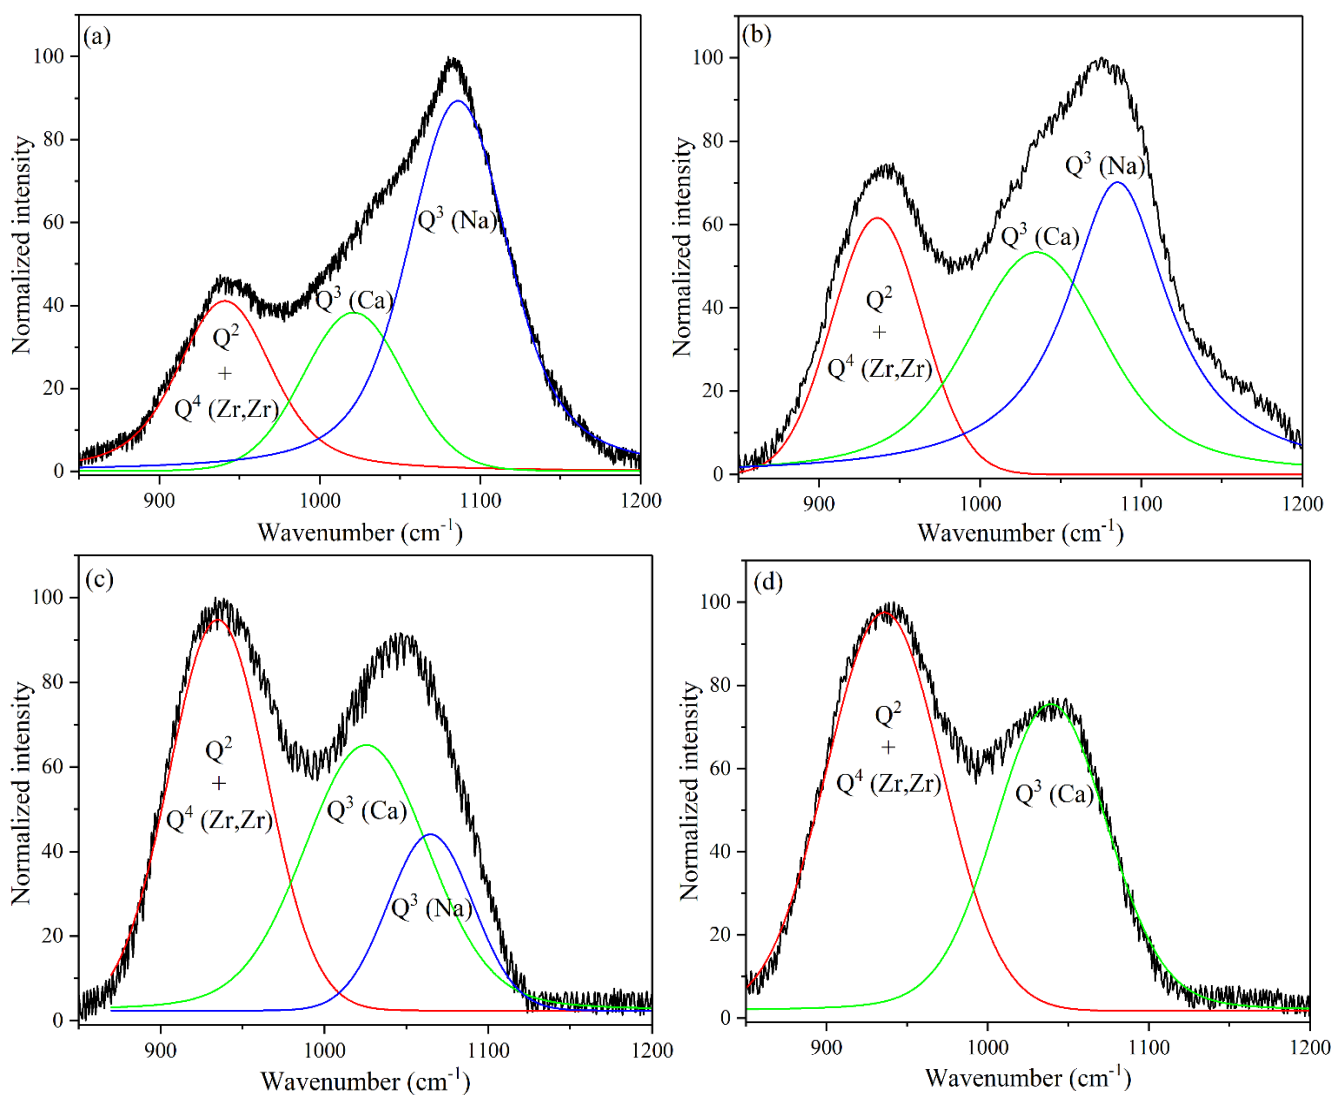 (a)
100
80
60
40
20
0
Normalized intensity
Q³ (Na)
Q³ (Ca)
Q²
+
Q⁴ (Zr,Zr)
900
1000
1100
1200
Wavenumber (cm⁻¹)
(b)
100
80
60
40
20
0
Normalized intensity
Q³ (Na)
Q³ (Ca)
Q²
+
Q⁴ (Zr,Zr)
900
1000
1100
1200
Wavenumber (cm⁻¹)
(c)
100
80
60
40
20
0
Normalized intensity
Q²
+
Q⁴ (Zr,Zr)
Q³ (Ca)
Q³ (Na)
900
1000
1100
1200
Wavenumber (cm⁻¹)
(d)
100
80
60
40
20
0
Normalized intensity
Q²
+
Q⁴ (Zr,Zr)
Q³ (Ca)
900
1000
1100
1200
Wavenumber (cm⁻¹)